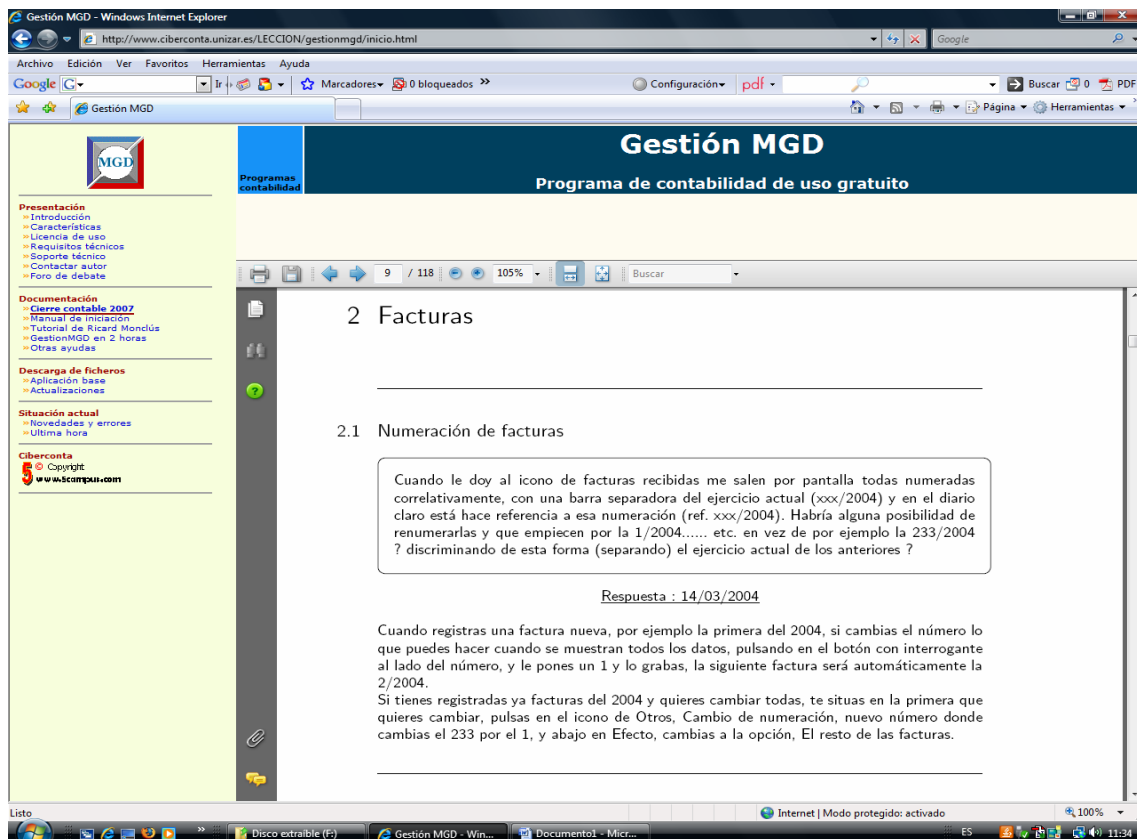 Gestión MGD - Windows Internet Explorer
http://www.ciberconta.unizar.es/LECCION/gestionmgd/inicio.html
Google
Archivo Edición Ver Favoritos Herramientas Ayuda
Google G Ir Marcadores 0 bloqueados Configuración pdf Buscar 0 PDF
Gestión MGD Página Herramientas
MGD
Programas
contabilidad
Gestión MGD
Programa de contabilidad de uso gratuito
Presentación
Introducción
Características
Licencia de uso
Requisitos técnicos
Soporte técnico
Contactar autor
Foro de debate
Documentación
Cierre contable 2007
Manual de iniciación
Tutorial de Ricard Monclús
GestionMGD en 2 horas
Otras ayudas
Descarga de ficheros
Aplicación base
Actualizaciones
Situación actual
Novedades y errores
Ultima hora
Ciberconta
© Copyright
www.5campus.com
9 / 118 105% Buscar
2 Facturas
2.1 Numeración de facturas
Cuando le doy al icono de facturas recibidas me salen por pantalla todas numeradas
correlativamente, con una barra separadora del ejercicio actual (xxx/2004) y en el diario
claro está hace referencia a esa numeración (ref. xxx/2004). Habría alguna posibilidad de
renumerarlas y que empiecen por la 1/2004...... etc. en vez de por ejemplo la 233/2004
? discriminando de esta forma (separando) el ejercicio actual de los anteriores ?
Respuesta : 14/03/2004
Cuando registras una factura nueva, por ejemplo la primera del 2004, si cambias el número lo
que puedes hacer cuando se muestran todos los datos, pulsando en el botón con interrogante
al lado del número, y le pones un 1 y lo grabas, la siguiente factura será automáticamente la
2/2004.
Si tienes registradas ya facturas del 2004 y quieres cambiar todas, te situas en la primera que
quieres cambiar, pulsas en el icono de Otros, Cambio de numeración, nuevo número donde
cambias el 233 por el 1, y abajo en Efecto, cambias a la opción, El resto de las facturas.
Listo Internet | Modo protegido: activado 100%
Disco extraible (F:) Gestión MGD - Win... Documento1 - Micr... ES 11:34